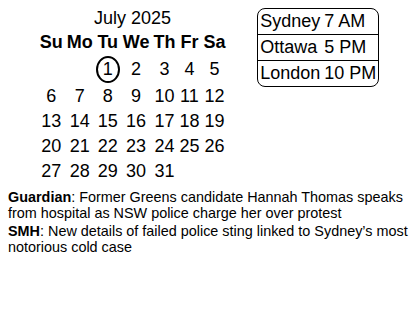 July 2025
Su Mo Tu We Th Fr Sa
1 2 3 4 5
6 7 8 9 10 11 12
13 14 15 16 17 18 19
20 21 22 23 24 25 26
27 28 29 30 31
Sydney 7 AM
Ottawa 5 PM
London 10 PM
Guardian: Former Greens candidate Hannah Thomas speaks
from hospital as NSW police charge her over protest
SMH: New details of failed police sting linked to Sydney's most
notorious cold case